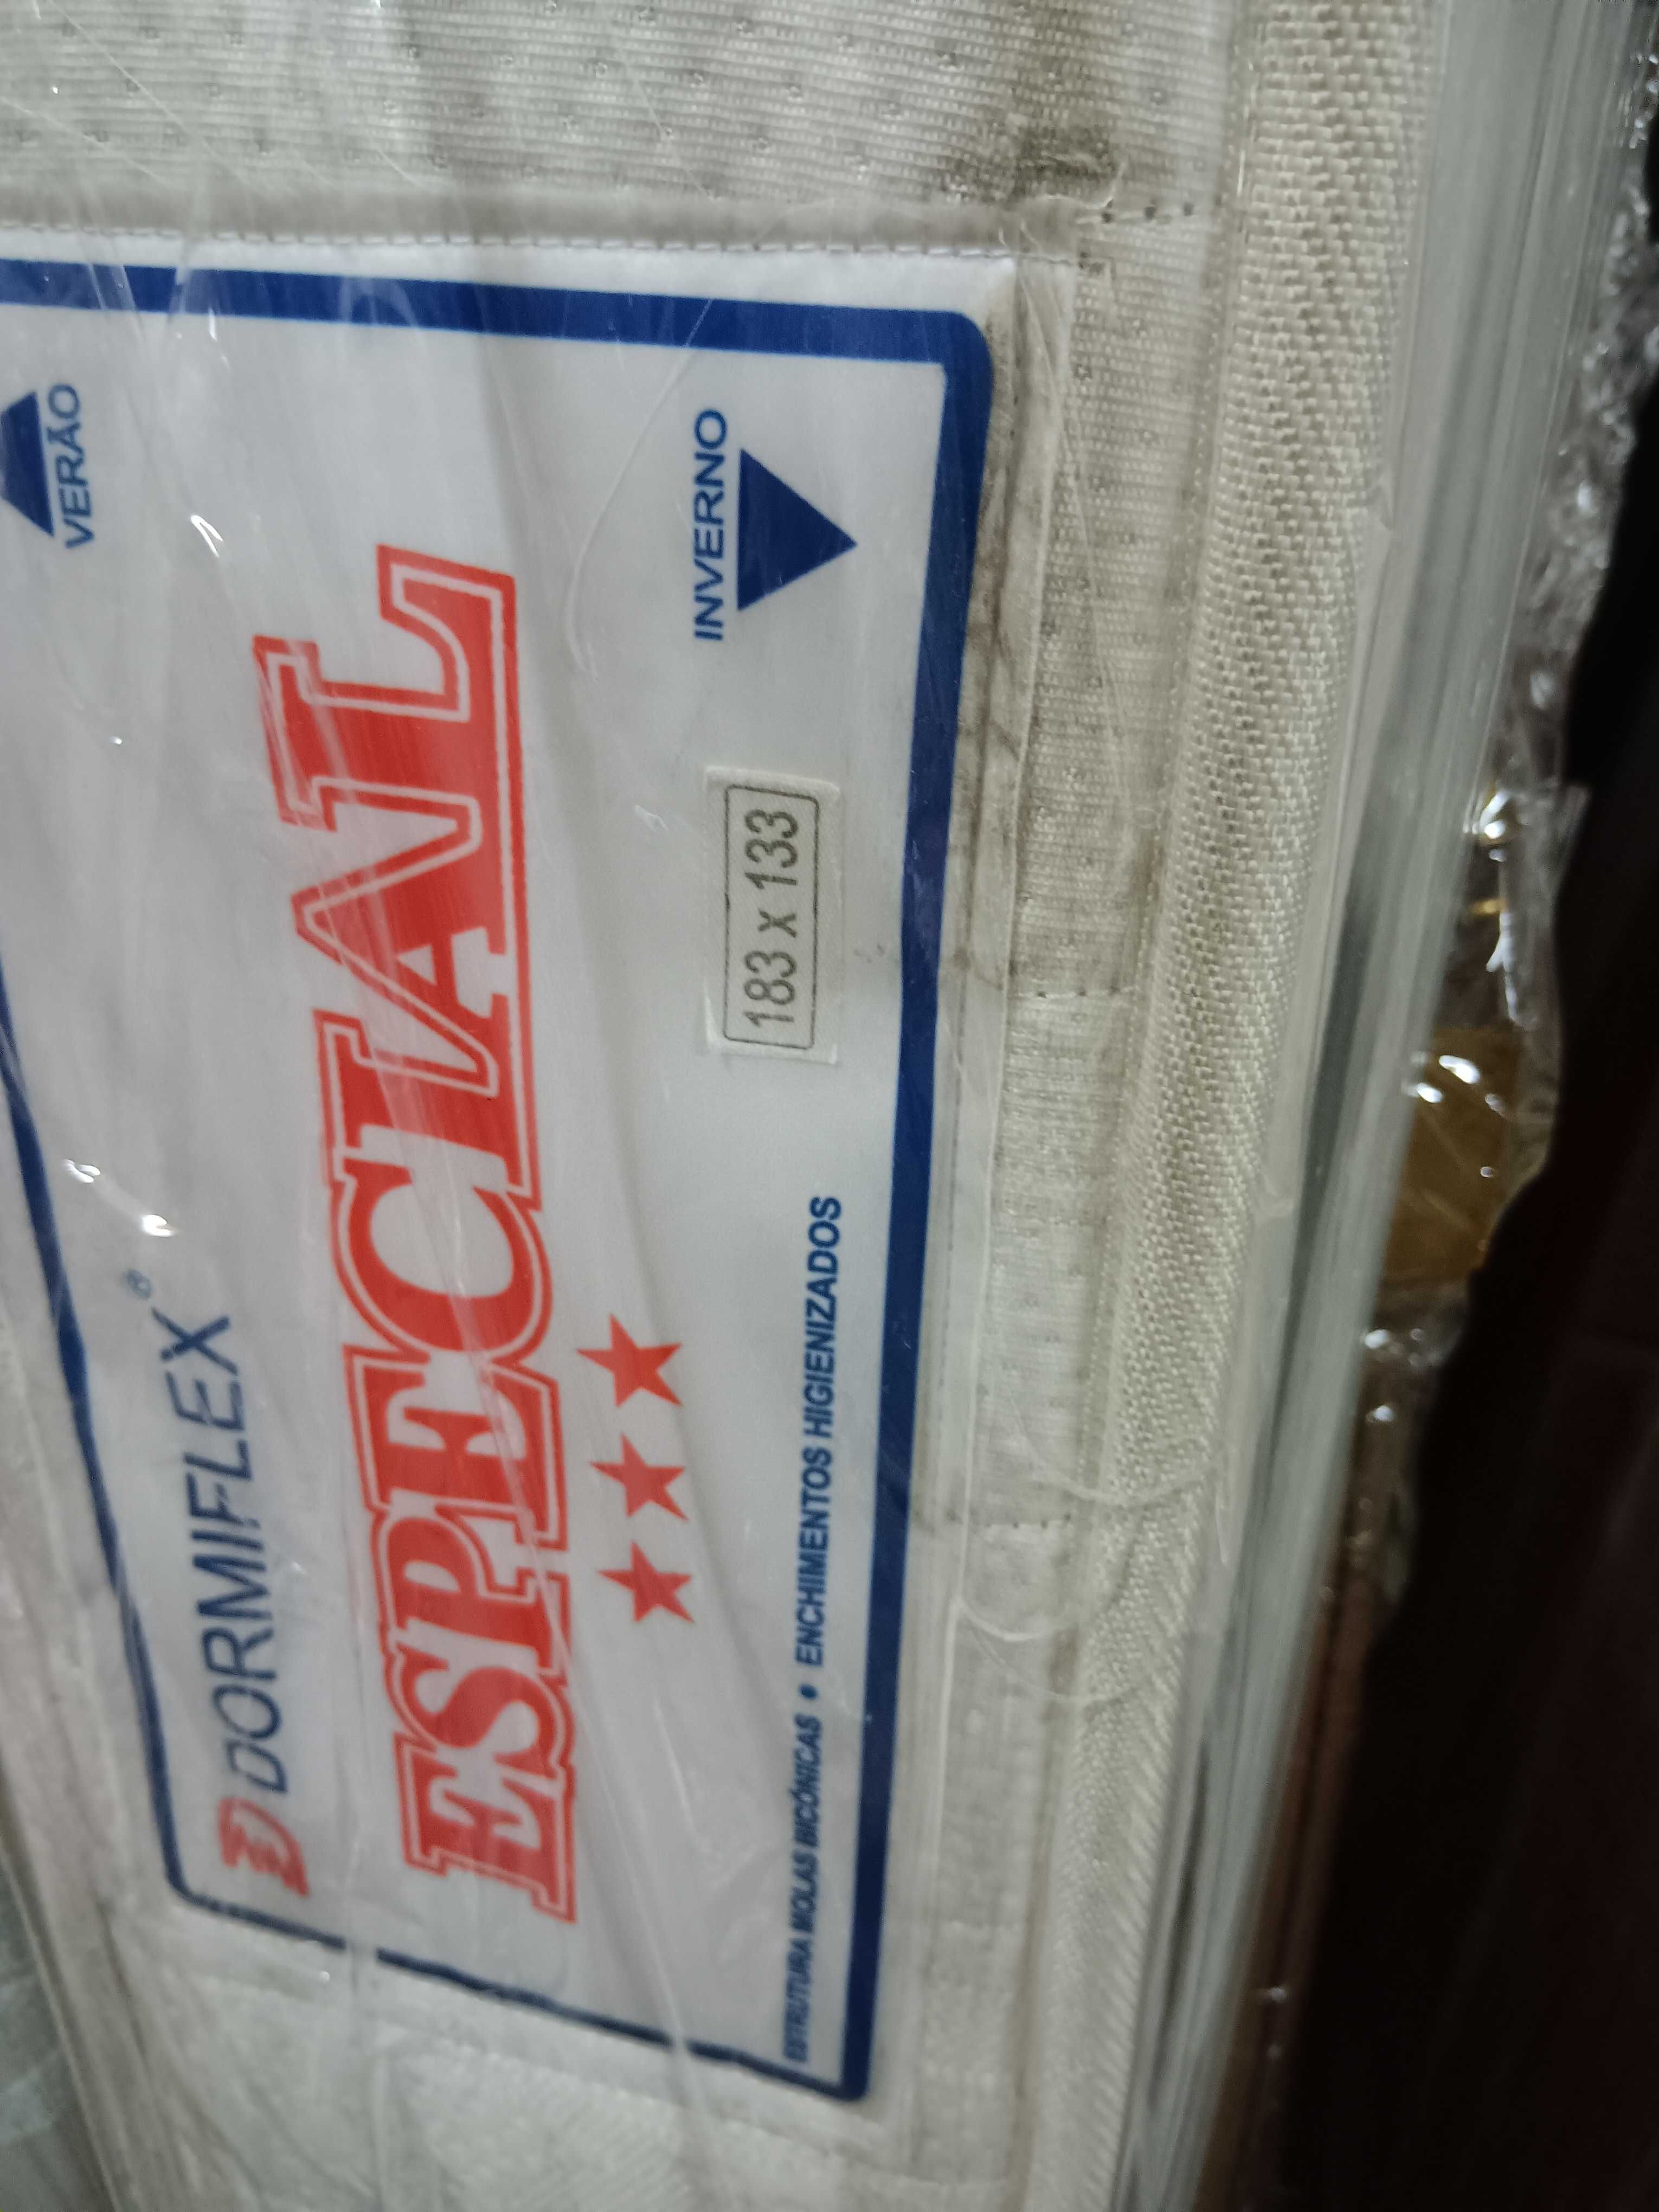 DORMIFLEX®
VERÃO
ESPECIAL
INVERNO
183 x 133
ESTRUTURA MOLAS BICÓNICAS • ENCHIMENTOS HIGIENIZADOS